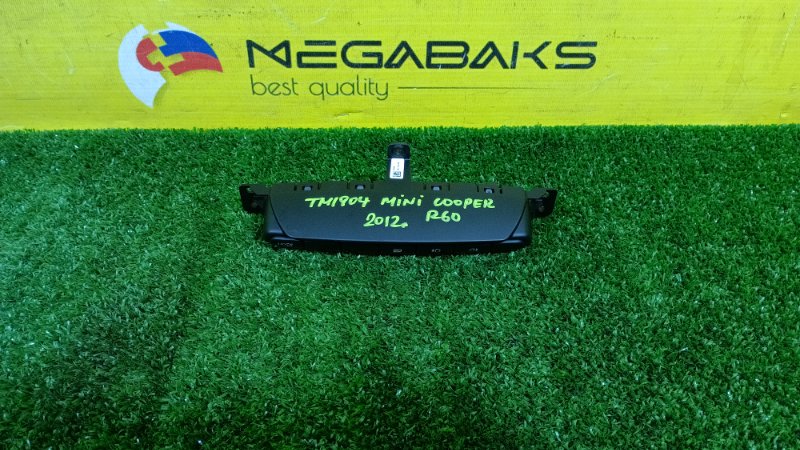 MEGABAKS
best quality
TM1904 MINI COOPER
2012. R60